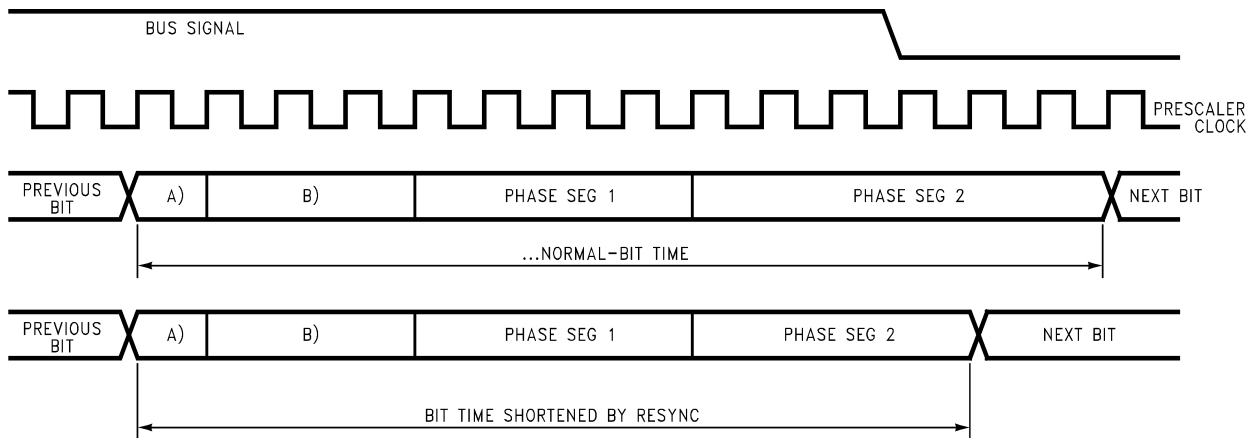 BUS SIGNAL
PRESCALER
CLOCK
PREVIOUS
BIT
A)
B)
PHASE SEG 1
PHASE SEG 2
NEXT BIT
...NORMAL-BIT TIME
PREVIOUS
BIT
A)
B)
PHASE SEG 1
PHASE SEG 2
NEXT BIT
BIT TIME SHORTENED BY RESYNC